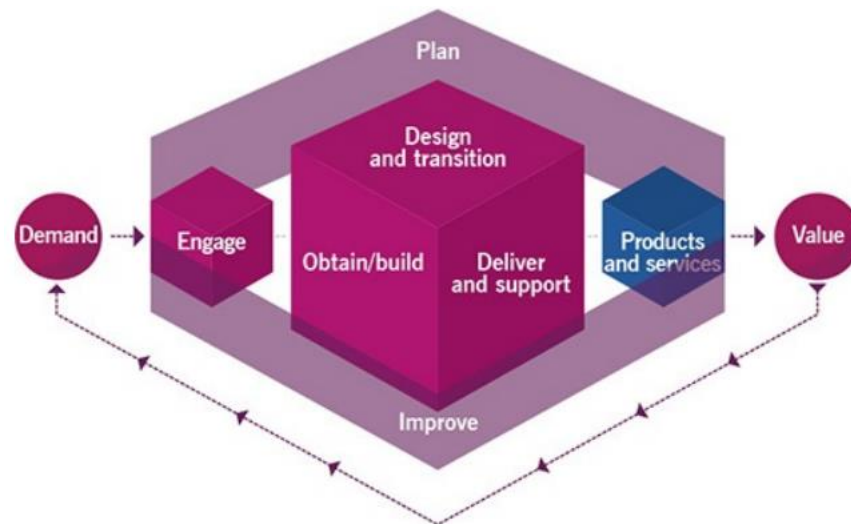 Plan
Design
and transition
Demand
Engage
Obtain/build
Deliver
and support
Products
and services
Value
Improve